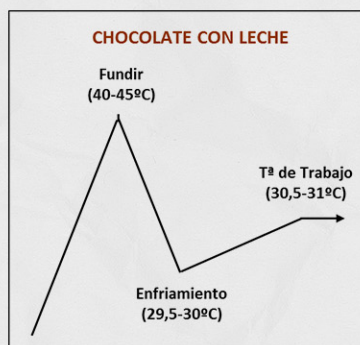 CHOCOLATE CON LECHE
Fundir
(40-45ºC)
Tª de Trabajo
(30,5-31ºC)
Enfriamiento
(29,5-30ºC)